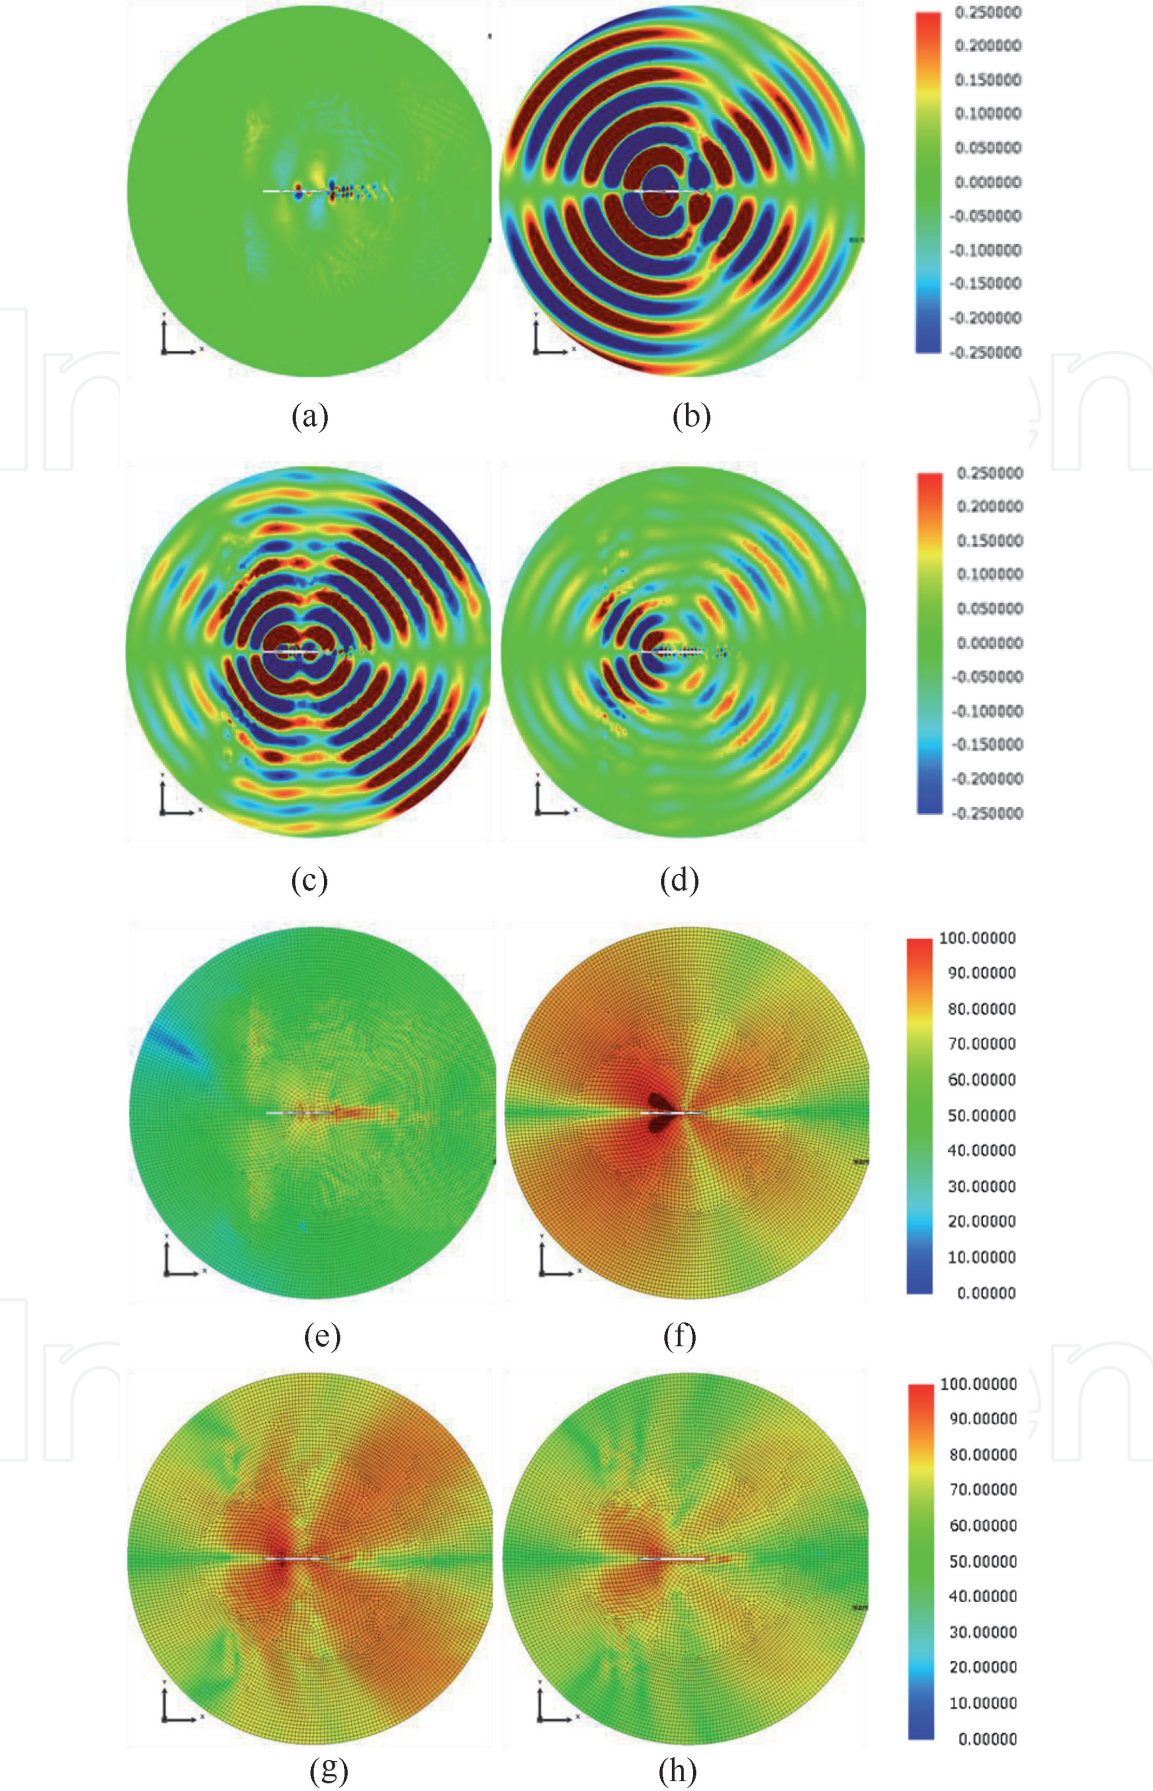 0.250000
0.200000
0.150000
0.100000
0.050000
0.000000
-0.050000
-0.100000
-0.150000
-0.200000
-0.250000
Y
X
Y
X
(a)
(b)
0.250000
0.200000
0.150000
0.100000
0.050000
0.000000
-0.050000
-0.100000
-0.150000
-0.200000
-0.250000
Y
X
Y
X
(c)
(d)
100.00000
90.00000
80.00000
70.00000
60.00000
50.00000
40.00000
30.00000
20.00000
10.00000
0.00000
Y
X
Y
X
(e)
(f)
100.00000
90.00000
80.00000
70.00000
60.00000
50.00000
40.00000
30.00000
20.00000
10.00000
0.00000
Y
X
Y
X
(g)
(h)